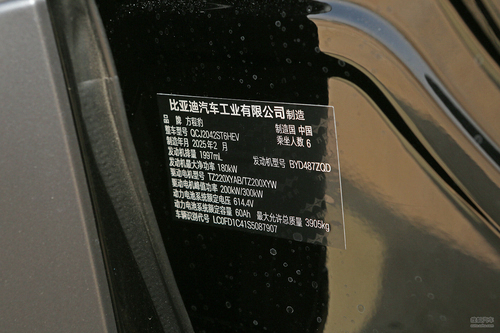 比亚迪汽车工业有限公司 制造
品 牌 方程豹 制造国 中国
整车型号 QCJ2042ST6HEV 乘坐人数 6
制造年月 2025年2月
发动机排量 1997mL 发动机型号 BYD487ZQD
发动机最大净功率 180kW
驱动电机型号 TZ220XYAB/TZ200XYW
驱动电机峰值功率 200kW/300kW
动力电池系统额定电压 614.4V
动力电池系统额定容量 60Ah 最大允许总质量 3905kg
车辆识别代号 LC0FD1C41S5087907